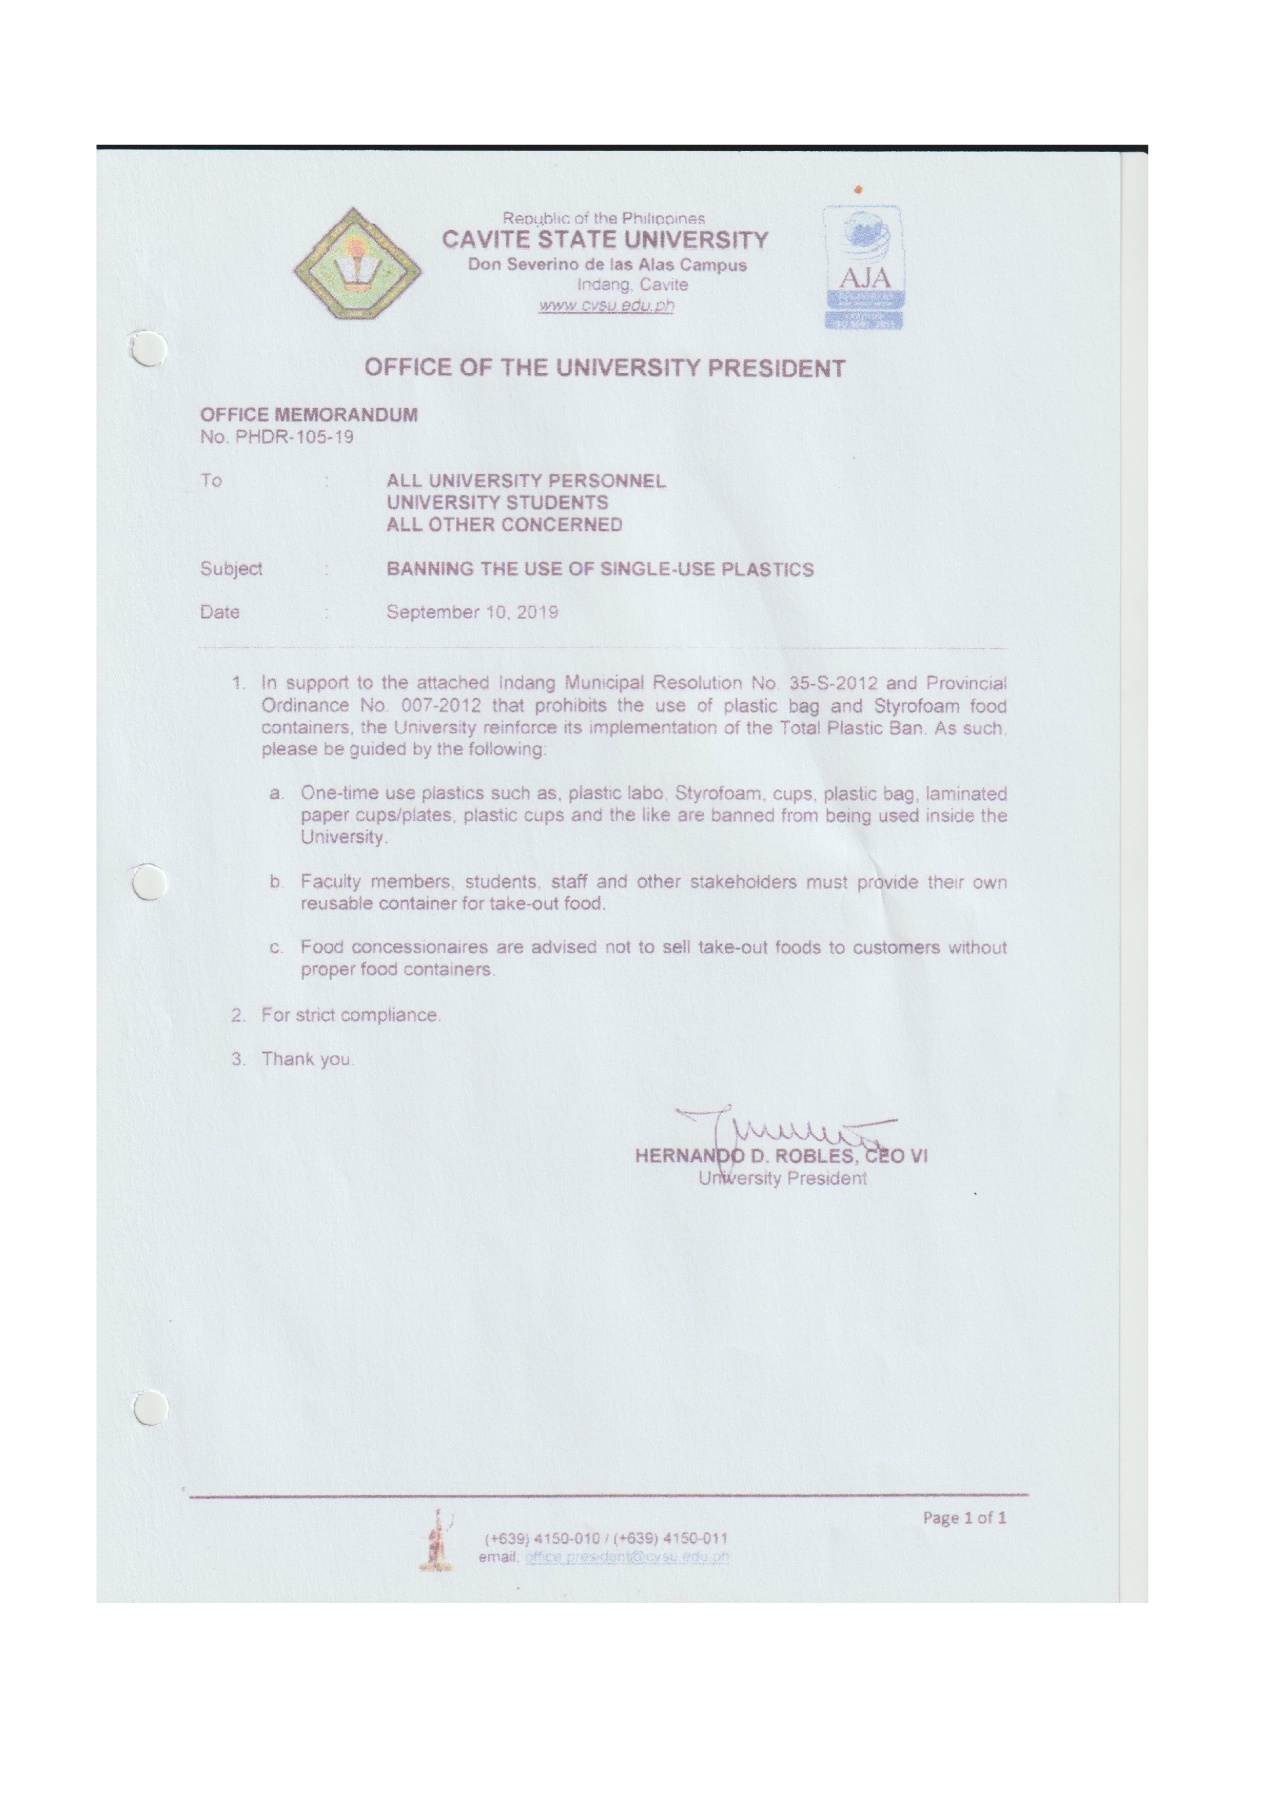 Republic of the Philippines
CAVITE STATE UNIVERSITY
Don Severino de las Alas Campus
Indang, Cavite
www.cvsu.edu.ph
AJA
OFFICE OF THE UNIVERSITY PRESIDENT
OFFICE MEMORANDUM
No. PHDR-105-19
To : ALL UNIVERSITY PERSONNEL
UNIVERSITY STUDENTS
ALL OTHER CONCERNED
Subject : BANNING THE USE OF SINGLE-USE PLASTICS
Date : September 10, 2019
1. In support to the attached Indang Municipal Resolution No. 35-S-2012 and Provincial
Ordinance No. 007-2012 that prohibits the use of plastic bag and Styrofoam food
containers, the University reinforce its implementation of the Total Plastic Ban. As such,
please be guided by the following:
a. One-time use plastics such as, plastic labo, Styrofoam, cups, plastic bag, laminated
paper cups/plates, plastic cups and the like are banned from being used inside the
University.
b. Faculty members, students, staff and other stakeholders must provide their own
reusable container for take-out food.
c. Food concessionaires are advised not to sell take-out foods to customers without
proper food containers.
2. For strict compliance.
3. Thank you.
HERNANDO D. ROBLES, CEO VI
University President
Page 1 of 1
(+639) 4150-010 / (+639) 4150-011
email: office.president@cvsu.edu.ph